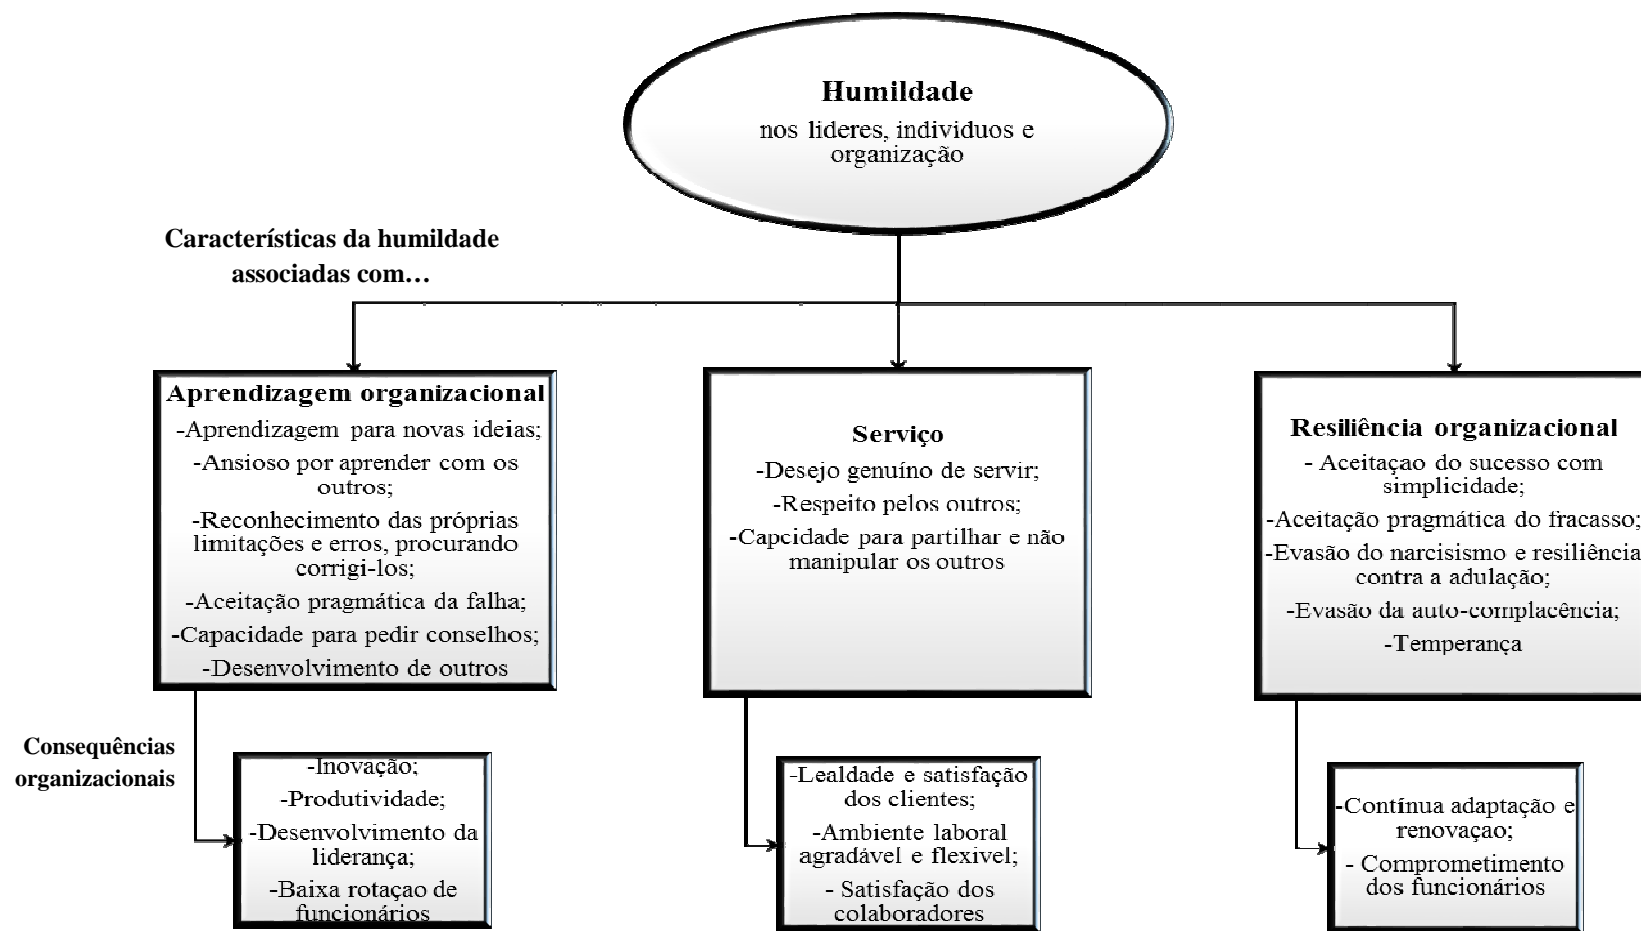 Humildade
nos lideres, individuos e
organização
Características da humildade
associadas com…
Aprendizagem organizacional
-Aprendizagem para novas ideias;
-Ansioso por aprender com os
outros;
-Reconhecimento das próprias
limitações e erros, procurando
corrigi-los;
-Aceitação pragmática da falha;
-Capacidade para pedir conselhos;
-Desenvolvimento de outros
Serviço
-Desejo genuíno de servir;
-Respeito pelos outros;
-Capcidade para partilhar e não
manipular os outros
Resiliência organizacional
- Aceitaçao do sucesso com
simplicidade;
-Aceitação pragmática do fracasso;
-Evasão do narcisismo e resiliência
contra a adulação;
-Evasão da auto-complacência;
-Temperança
Consequências
organizacionais
-Inovação;
-Produtividade;
-Desenvolvimento da
liderança;
-Baixa rotaçao de
funcionários
-Lealdade e satisfação
dos clientes;
-Ambiente laboral
agradável e flexivel;
- Satisfação dos
colaboradores
-Contínua adaptação e
renovaçao;
- Comprometimento
dos funcionários